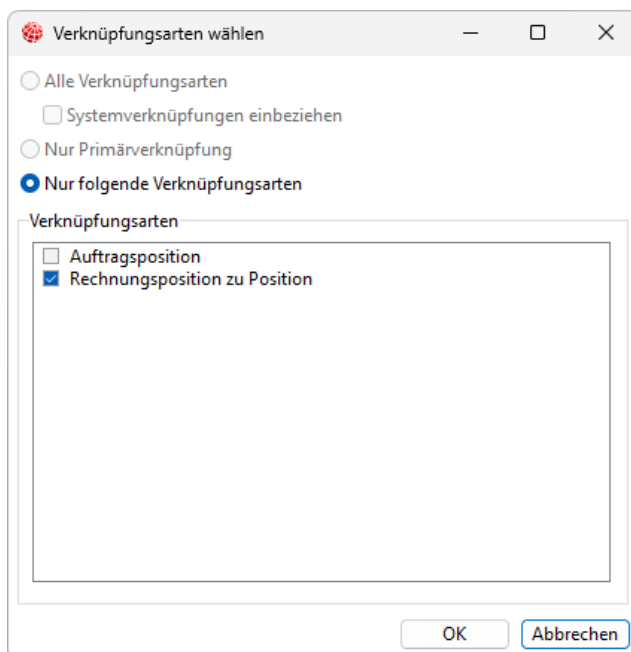 Verknüpfungsarten wählen
Alle Verknüpfungsarten
Systemverknüpfungen einbeziehen
Nur Primärverknüpfung
Nur folgende Verknüpfungsarten
Verknüpfungsarten
Auftragsposition
Rechnungsposition zu Position
OK Abbrechen